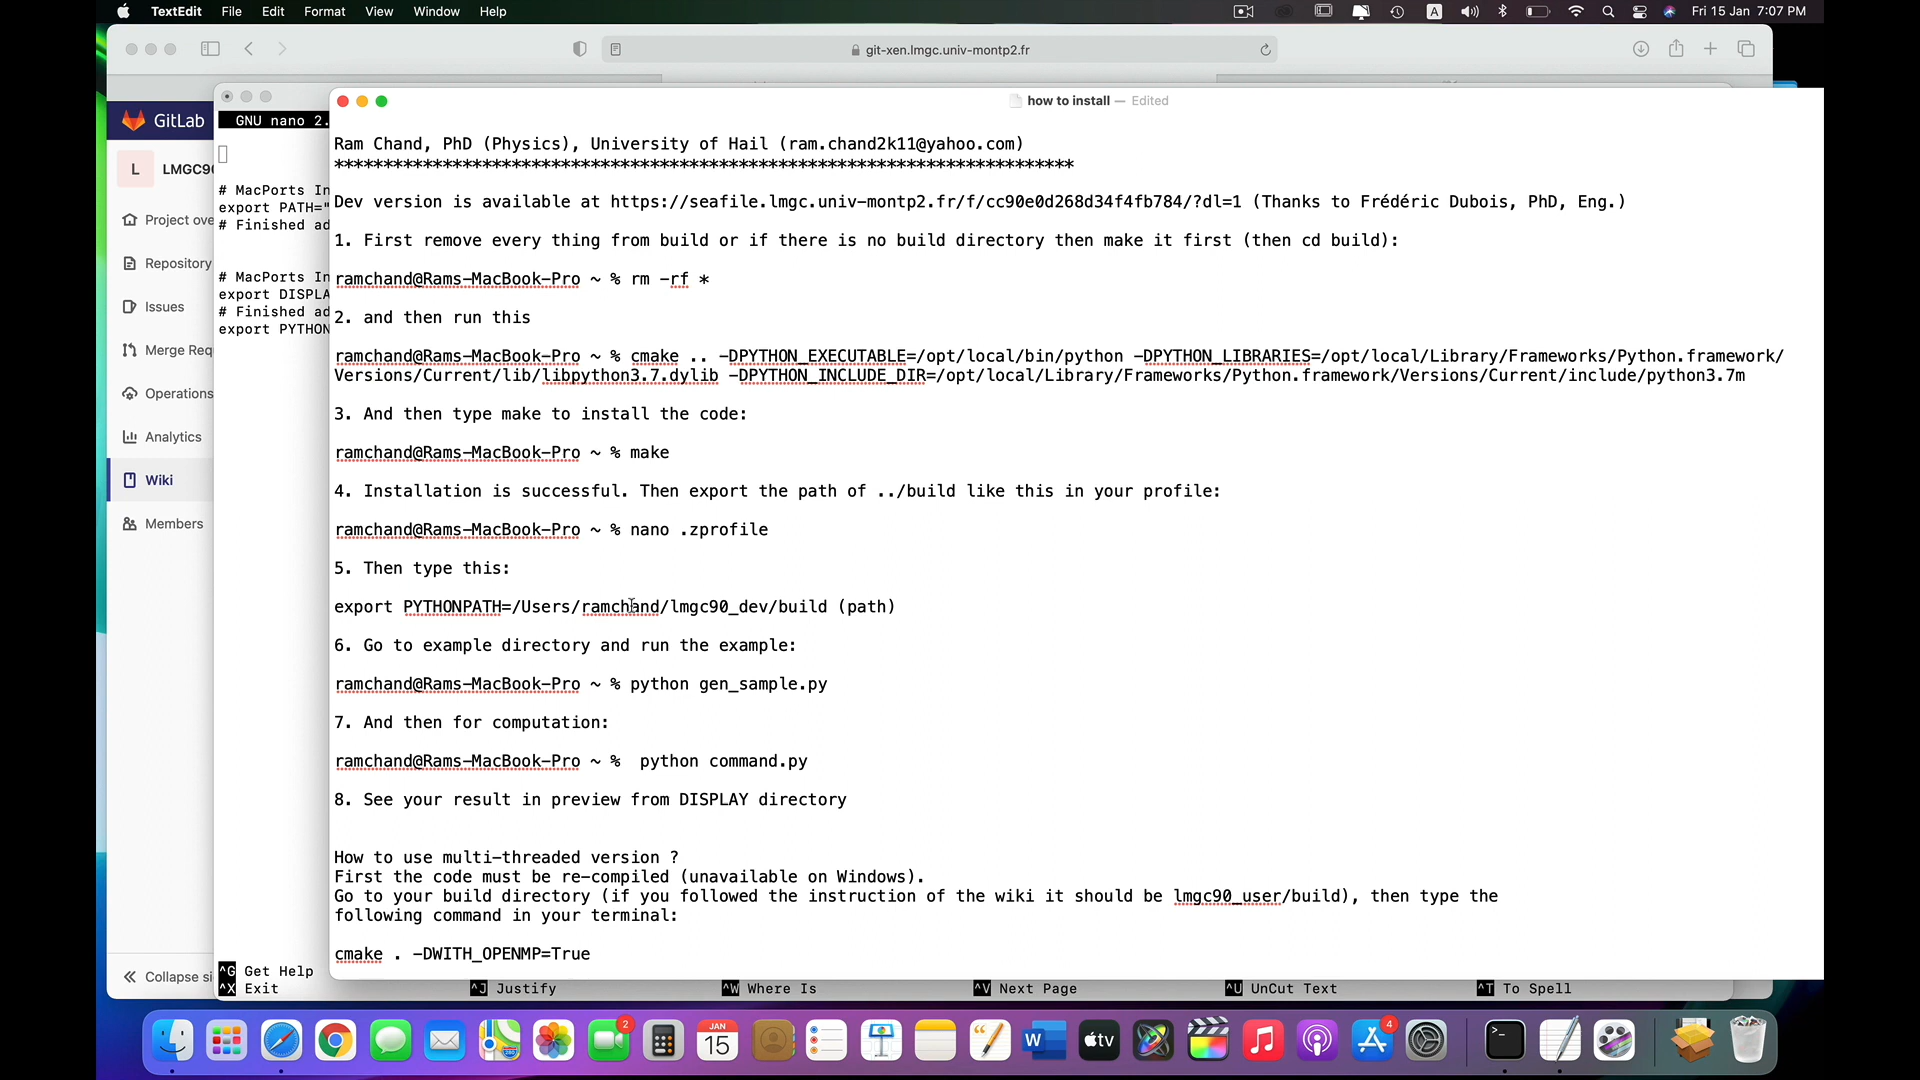 TextEdit File Edit Format View Window Help
A
Fri 15 Jan 7:07 PM
git-xen.lmgc.univ-montp2.fr
how to install — Edited
GitLab
L LMGC90
Project ove
Repository
Issues
Merge Req
Operations
Analytics
Wiki
Members
Collapse si
GNU nano 2.
# MacPorts In
export PATH="
# Finished ad
# MacPorts In
export DISPLA
# Finished ad
export PYTHON
Ram Chand, PhD (Physics), University of Hail (ram.chand2k11@yahoo.com)
***************************************************************************
Dev version is available at https://seafile.lmgc.univ-montp2.fr/f/cc90e0d268d34f4fb784/?dl=1 (Thanks to Frédéric Dubois, PhD, Eng.)
1. First remove every thing from build or if there is no build directory then make it first (then cd build):
ramchand@Rams-MacBook-Pro ~ % rm -rf *
2. and then run this
ramchand@Rams-MacBook-Pro ~ % cmake .. -DPYTHON_EXECUTABLE=/opt/local/bin/python -DPYTHON_LIBRARIES=/opt/local/Library/Frameworks/Python.framework/
Versions/Current/lib/libpython3.7.dylib -DPYTHON_INCLUDE_DIR=/opt/local/Library/Frameworks/Python.framework/Versions/Current/include/python3.7m
3. And then type make to install the code:
ramchand@Rams-MacBook-Pro ~ % make
4. Installation is successful. Then export the path of ../build like this in your profile:
ramchand@Rams-MacBook-Pro ~ % nano .zprofile
5. Then type this:
export PYTHONPATH=/Users/ramchand/lmgc90_dev/build (path)
6. Go to example directory and run the example:
ramchand@Rams-MacBook-Pro ~ % python gen_sample.py
7. And then for computation:
ramchand@Rams-MacBook-Pro ~ %  python command.py
8. See your result in preview from DISPLAY directory
How to use multi-threaded version ?
First the code must be re-compiled (unavailable on Windows).
Go to your build directory (if you followed the instruction of the wiki it should be lmgc90_user/build), then type the
following command in your terminal:
cmake . -DWITH_OPENMP=True
^G Get Help
^X Exit ^J Justify ^W Where Is ^V Next Page ^U UnCut Text ^T To Spell
2
JAN
15
W
tv
4